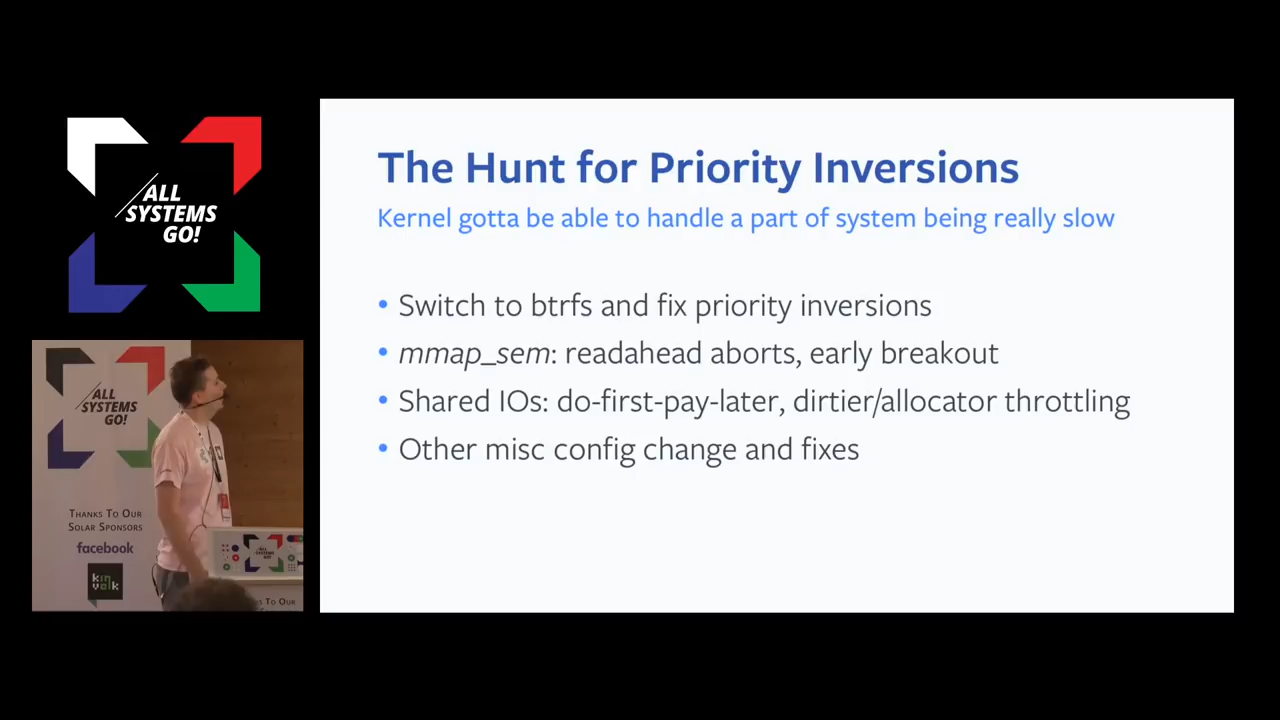 ALL
SYSTEMS
GO!
The Hunt for Priority Inversions
Kernel gotta be able to handle a part of system being really slow
• Switch to btrfs and fix priority inversions
• mmap_sem: readahead aborts, early breakout
• Shared IOs: do-first-pay-later, dirtier/allocator throttling
• Other misc config change and fixes
ALL
SYSTEMS
GO!
Thanks To Our
Solar Sponsors
facebook
kinvolk
To Our